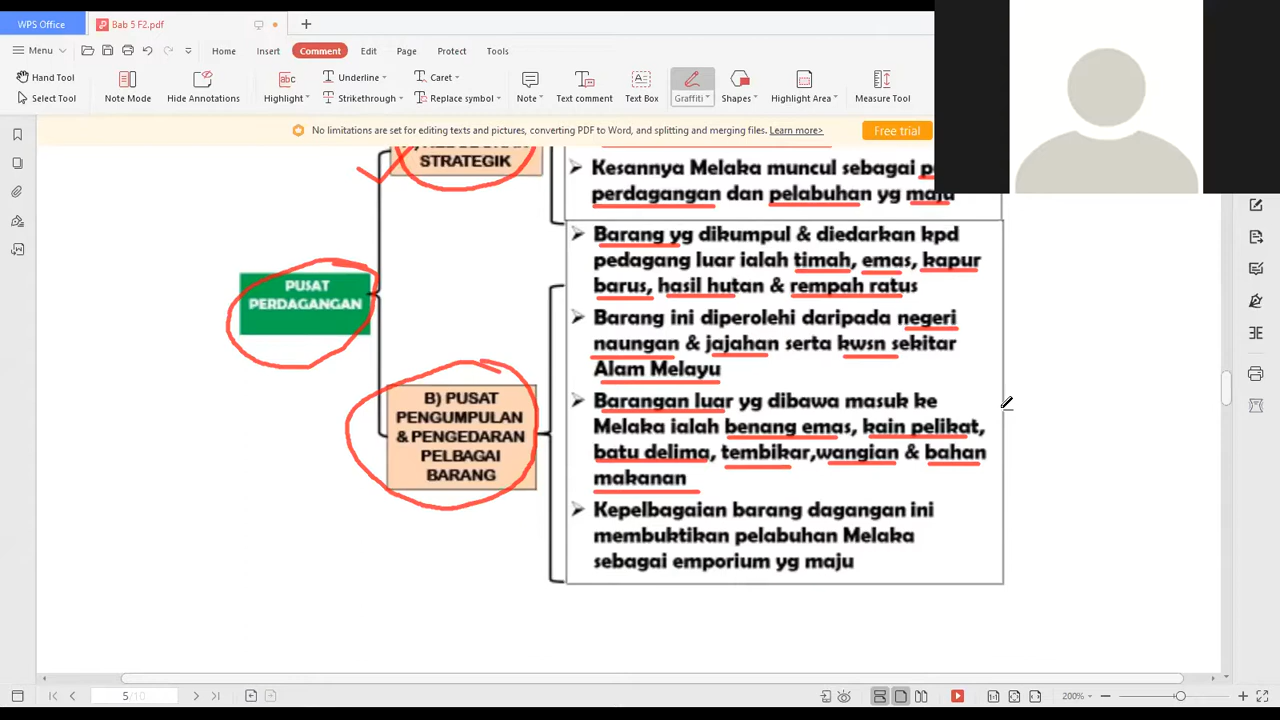 WPS Office
Bab 5 F2.pdf
Menu
Home
Insert
Comment
Edit
Page
Protect
Tools
Hand Tool
Select Tool
Note Mode
Hide Annotations
Highlight
Underline
Strikethrough
Caret
Replace symbol
Note
Text comment
Text Box
Graffiti
Shapes
Highlight Area
Measure Tool
No limitations are set for editing texts and pictures, converting PDF to Word, and splitting and merging files. Learn more>
Free trial
STRATEGIK
Kesannya Melaka muncul sebagai
perdagangan dan pelabuhan yg maju
PUSAT
PERDAGANGAN
B) PUSAT
PENGUMPULAN
& PENGEDARAN
PELBAGAI
BARANG
Barang yg dikumpul & diedarkan kpd
pedagang luar ialah timah, emas, kapur
barus, hasil hutan & rempah ratus
Barang ini diperolehi daripada negeri
naungan & jajahan serta kwsn sekitar
Alam Melayu
Barangan luar yg dibawa masuk ke
Melaka ialah benang emas, kain pelikat,
batu delima, tembikar,wangian & bahan
makanan
Kepelbagaian barang dagangan ini
membuktikan pelabuhan Melaka
sebagai emporium yg maju
5/10
200%